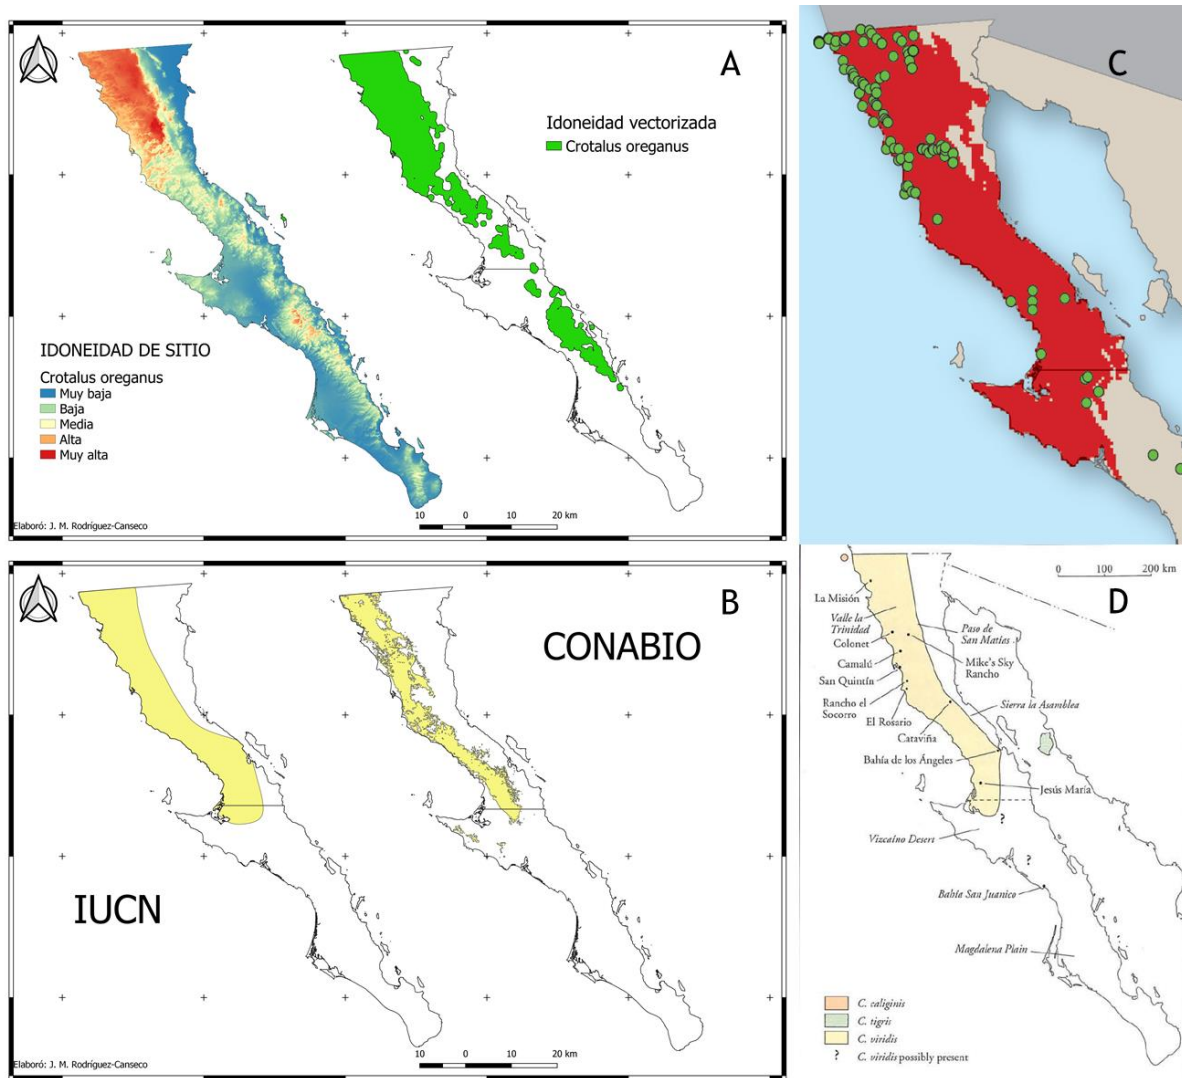 A
Idoneidad vectorizada
Crotalus oreganus
IDONEIDAD DE SITIO
Crotalus oreganus
Muy baja
Baja
Media
Alta
Muy alta
Elaboró: J. M. Rodríguez-Canseco
10 0 10 20 km
B
CONABIO
IUCN
Elaboró: J. M. Rodríguez-Canseco
10 0 10 20 km
C
D
0 100 200 km
La Misión
Valle la
Trinidad
Colonet
Camalú
San Quintín
Rancho el
Socorro
El Rosario
Cataviña
Bahía de los Ángeles
Paso de
San Matías
Mike's Sky
Rancho
Sierra la Asamblea
Jesús María
?
Vizcaíno Desert
?
Bahía San Juanico
Magdalena Plain
C. caliginis
C. tigris
C. viridis
? C. viridis possibly present